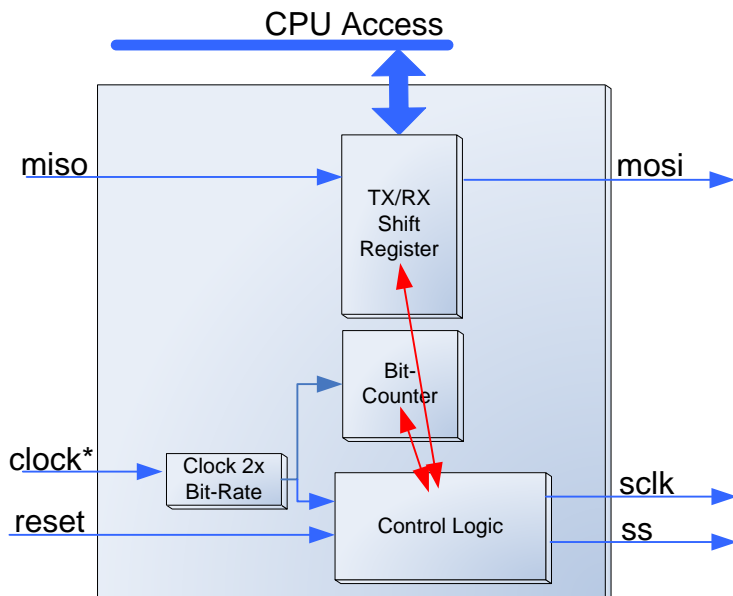 CPU Access
miso
mosi
TX/RX
Shift
Register
Bit-
Counter
clock*
Clock 2x
Bit-Rate
sclk
reset
Control Logic
ss